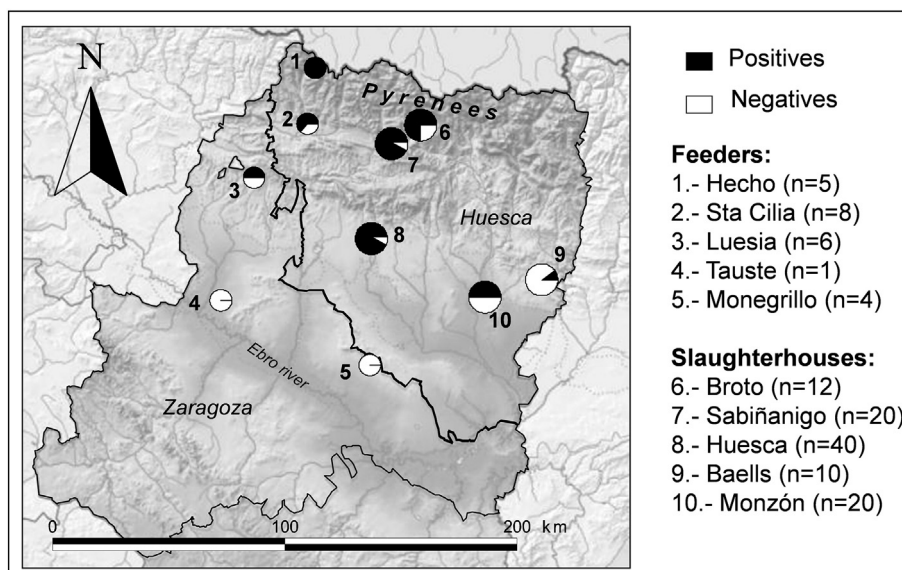 N
1
Pyrenees
2
6
7
3
Huesca
8
9
4
10
Ebro river
5
Zaragoza
0 100 200 km
Positives
Negatives
Feeders:
1.- Hecho (n=5)
2.- Sta Cilia (n=8)
3.- Luesia (n=6)
4.- Tauste (n=1)
5.- Monegrillo (n=4)
Slaughterhouses:
6.- Broto (n=12)
7.- Sabiñanigo (n=20)
8.- Huesca (n=40)
9.- Baells (n=10)
10.- Monzón (n=20)